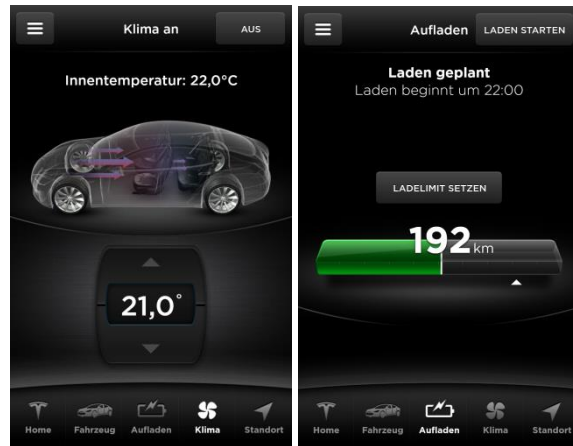 Klima an
AUS
Innentemperatur: 22,0°C
21,0°
Home Fahrzeug Aufladen Klima Standort
Aufladen
LADEN STARTEN
Laden geplant
Laden beginnt um 22:00
LADELIMIT SETZEN
192 km
Home Fahrzeug Aufladen Klima Standort